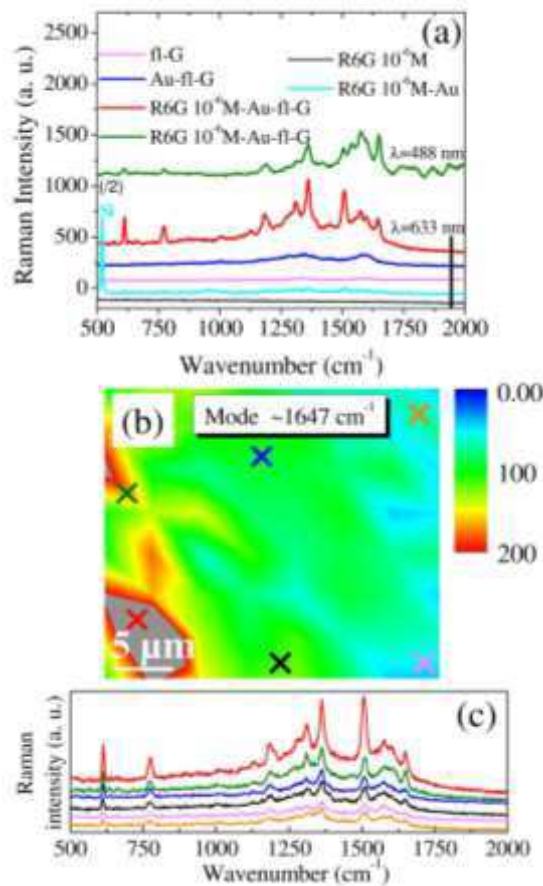 (a)
2500
2000
1500
1000
500
0
Raman Intensity (a. u.)
fl-G
Au-fl-G
R6G 10⁻⁶M-Au-fl-G
R6G 10⁻⁶M-Au-fl-G
R6G 10⁻⁶M
R6G 10⁻⁶M-Au
λ=488 nm
(/2)
Si
λ=633 nm
500 750 1000 1250 1500 1750 2000
Wavenumber (cm⁻¹)
(b)
Mode ~1647 cm⁻¹
0.00
100
200
5 μm
(c)
Raman
intensity (a. u.)
500 750 1000 1250 1500 1750 2000
Wavenumber (cm⁻¹)